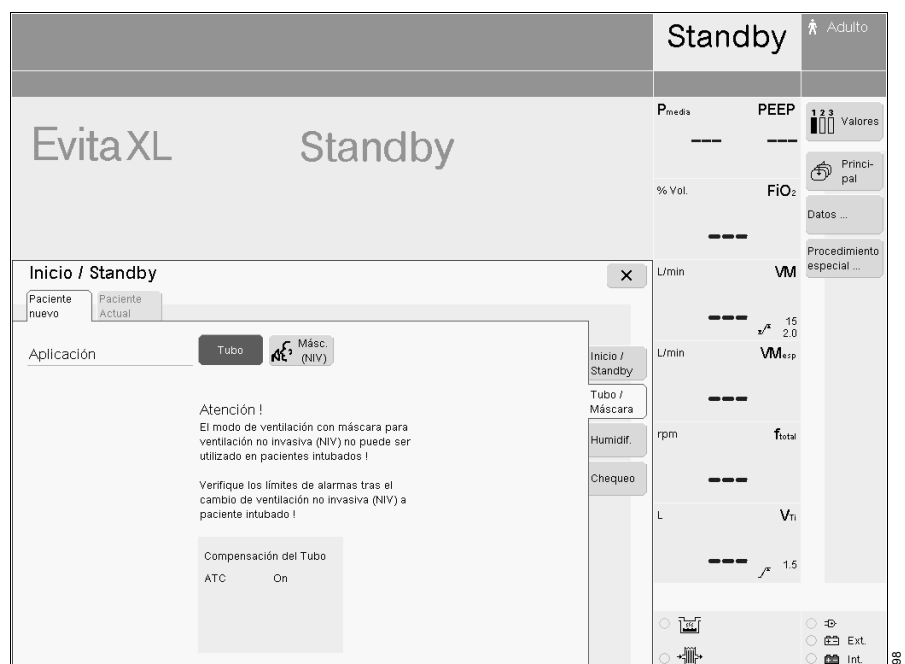 Standby
Adulto
Evita XL
Standby
Inicio / Standby
Paciente nuevo
Paciente Actual
Aplicación
Tubo
Másc. (NIV)
Atención !
El modo de ventilación con máscara para
ventilación no invasiva (NIV) no puede ser
utilizado en pacientes intubados !
Verifique los límites de alarmas tras el
cambio de ventilación no invasiva (NIV) a
paciente intubado !
Compensación del Tubo
ATC On
Inicio / Standby
Tubo / Máscara
Humidif.
Chequeo
Pmedia PEEP
--- ---
% Vol. FiO₂
---
L/min VM
---
15
2.0
L/min VMesp
---
rpm ftotal
---
L VTi
---
1.5
1 2 3
Valores
Princi-
pal
Datos ...
Procedimiento
especial ...
Ext.
Int.
98